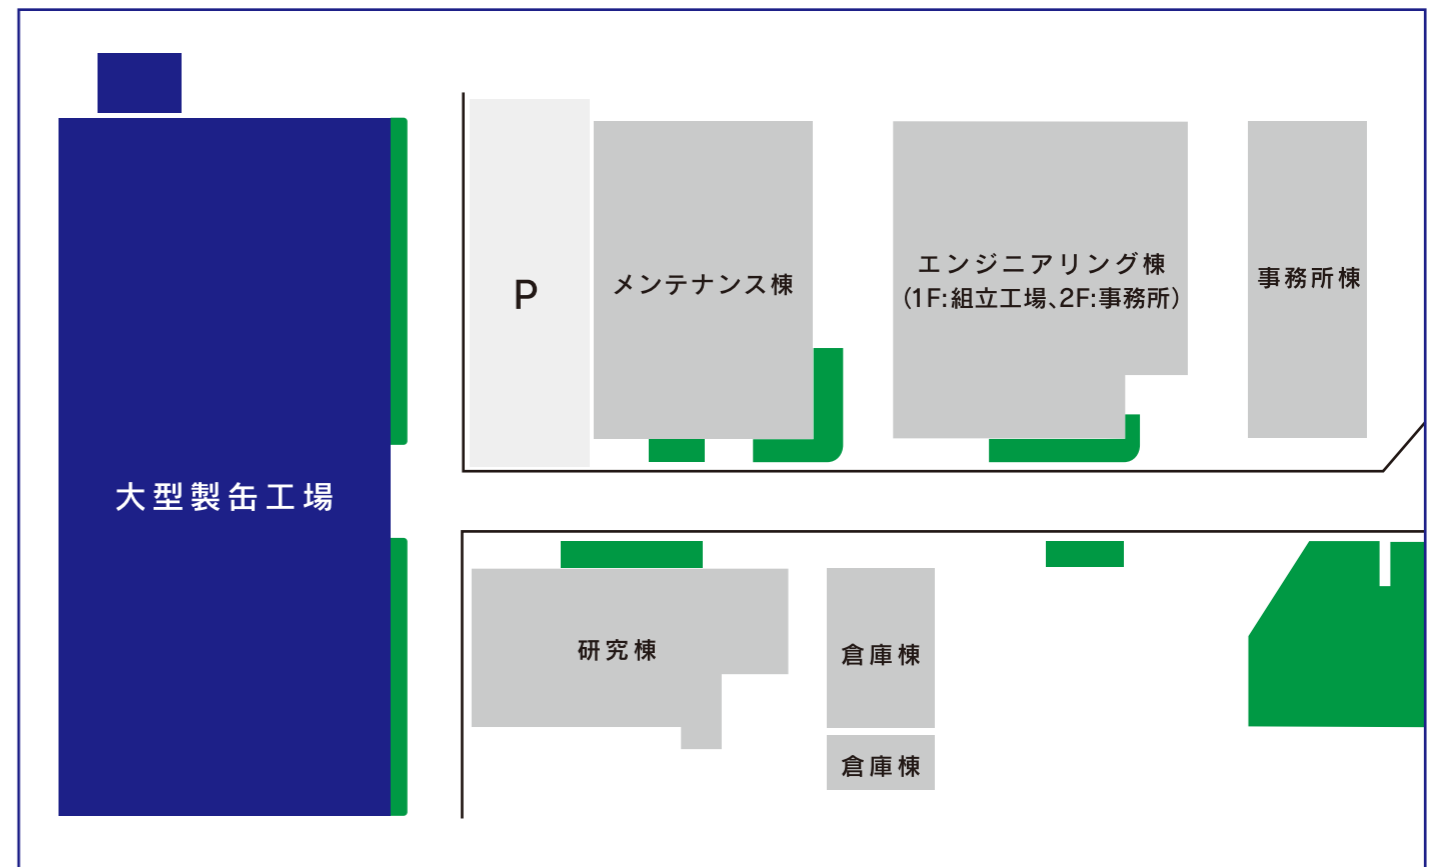 P
メンテナンス棟
エンジニアリング棟
(1F:組立工場、2F:事務所)
事務所棟
大型製缶工場
研究棟
倉庫棟
倉庫棟